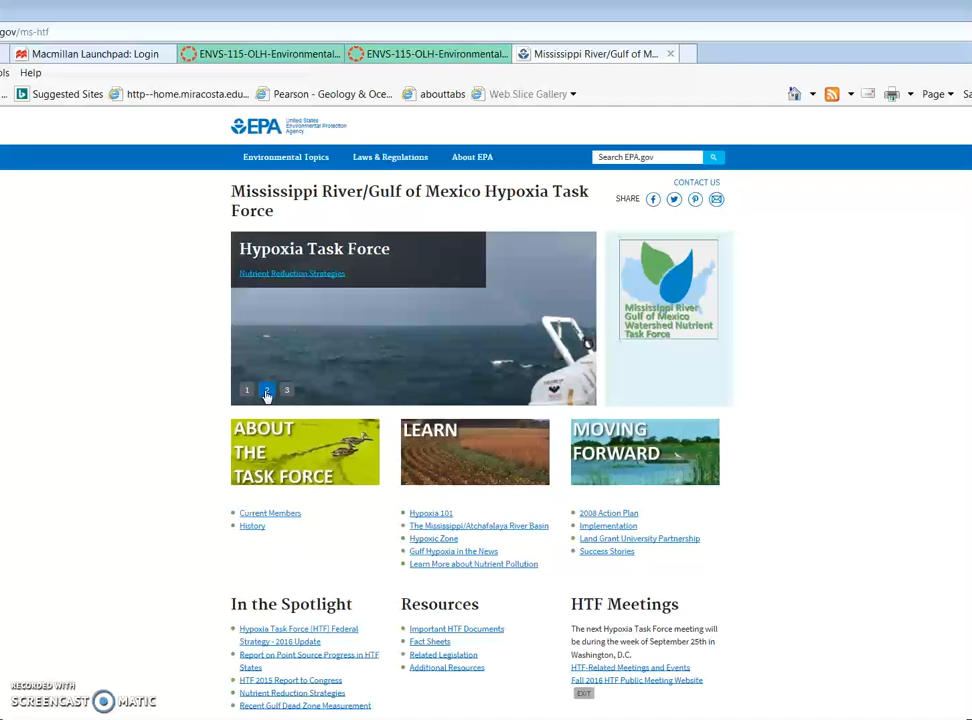 gov/ms-htf
Macmillan Launchpad: Login
ENVS-115-OLH-Environmental...
ENVS-115-OLH-Environmental...
Mississippi River/Gulf of M...
ols Help
... Suggested Sites
http--home.miracosta.edu...
Pearson - Geology & Oce...
abouttabs
Web Slice Gallery
Page
Sa
EPA United States
Environmental Protection
Agency
Environmental Topics
Laws & Regulations
About EPA
Search EPA.gov
CONTACT US
Mississippi River/Gulf of Mexico Hypoxia Task
Force
SHARE
Hypoxia Task Force
Nutrient Reduction Strategies
1 2 3
Mississippi River
Gulf of Mexico
Watershed Nutrient
Task Force
ABOUT
THE
TASK FORCE
Current Members
History
LEARN
Hypoxia 101
The Mississippi/Atchafalaya River Basin
Hypoxic Zone
Gulf Hypoxia in the News
Learn More about Nutrient Pollution
MOVING
FORWARD
2008 Action Plan
Implementation
Land Grant University Partnership
Success Stories
In the Spotlight
Hypoxia Task Force (HTF) Federal
Strategy - 2016 Update
Report on Point Source Progress in HTF
States
HTF 2015 Report to Congress
Nutrient Reduction Strategies
Recent Gulf Dead Zone Measurement
Resources
Important HTF Documents
Fact Sheets
Related Legislation
Additional Resources
HTF Meetings
The next Hypoxia Task Force meeting will
be during the week of September 25th in
Washington, D.C.
HTF-Related Meetings and Events
Fall 2016 HTF Public Meeting Website
EXIT
RECORDED WITH
SCREENCAST MATIC